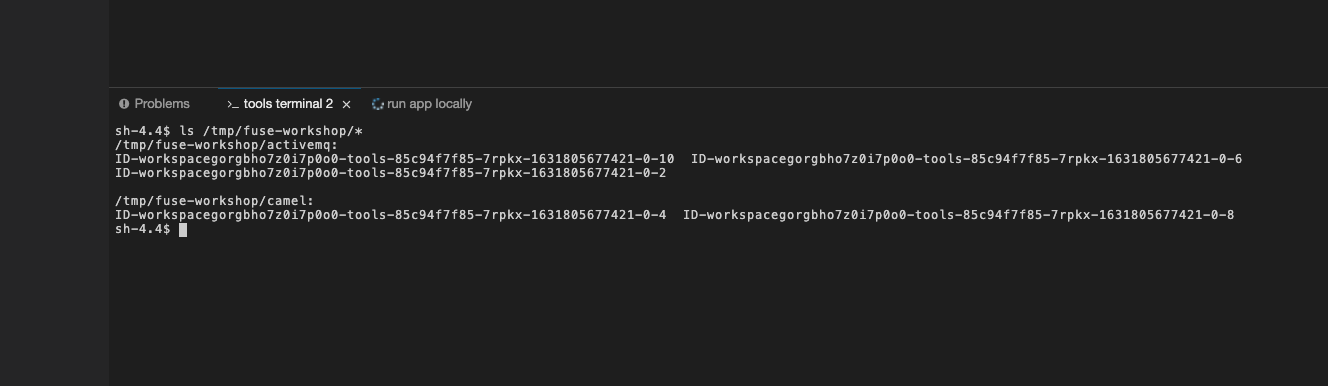 Problems >_ tools terminal 2 × run app locally
sh-4.4$ ls /tmp/fuse-workshop/*
/tmp/fuse-workshop/activemq:
ID-workspacegorgbho7z0i7p0o0-tools-85c94f7f85-7rpkx-1631805677421-0-10  ID-workspacegorgbho7z0i7p0o0-tools-85c94f7f85-7rpkx-1631805677421-0-6
ID-workspacegorgbho7z0i7p0o0-tools-85c94f7f85-7rpkx-1631805677421-0-2
/tmp/fuse-workshop/camel:
ID-workspacegorgbho7z0i7p0o0-tools-85c94f7f85-7rpkx-1631805677421-0-4  ID-workspacegorgbho7z0i7p0o0-tools-85c94f7f85-7rpkx-1631805677421-0-8
sh-4.4$